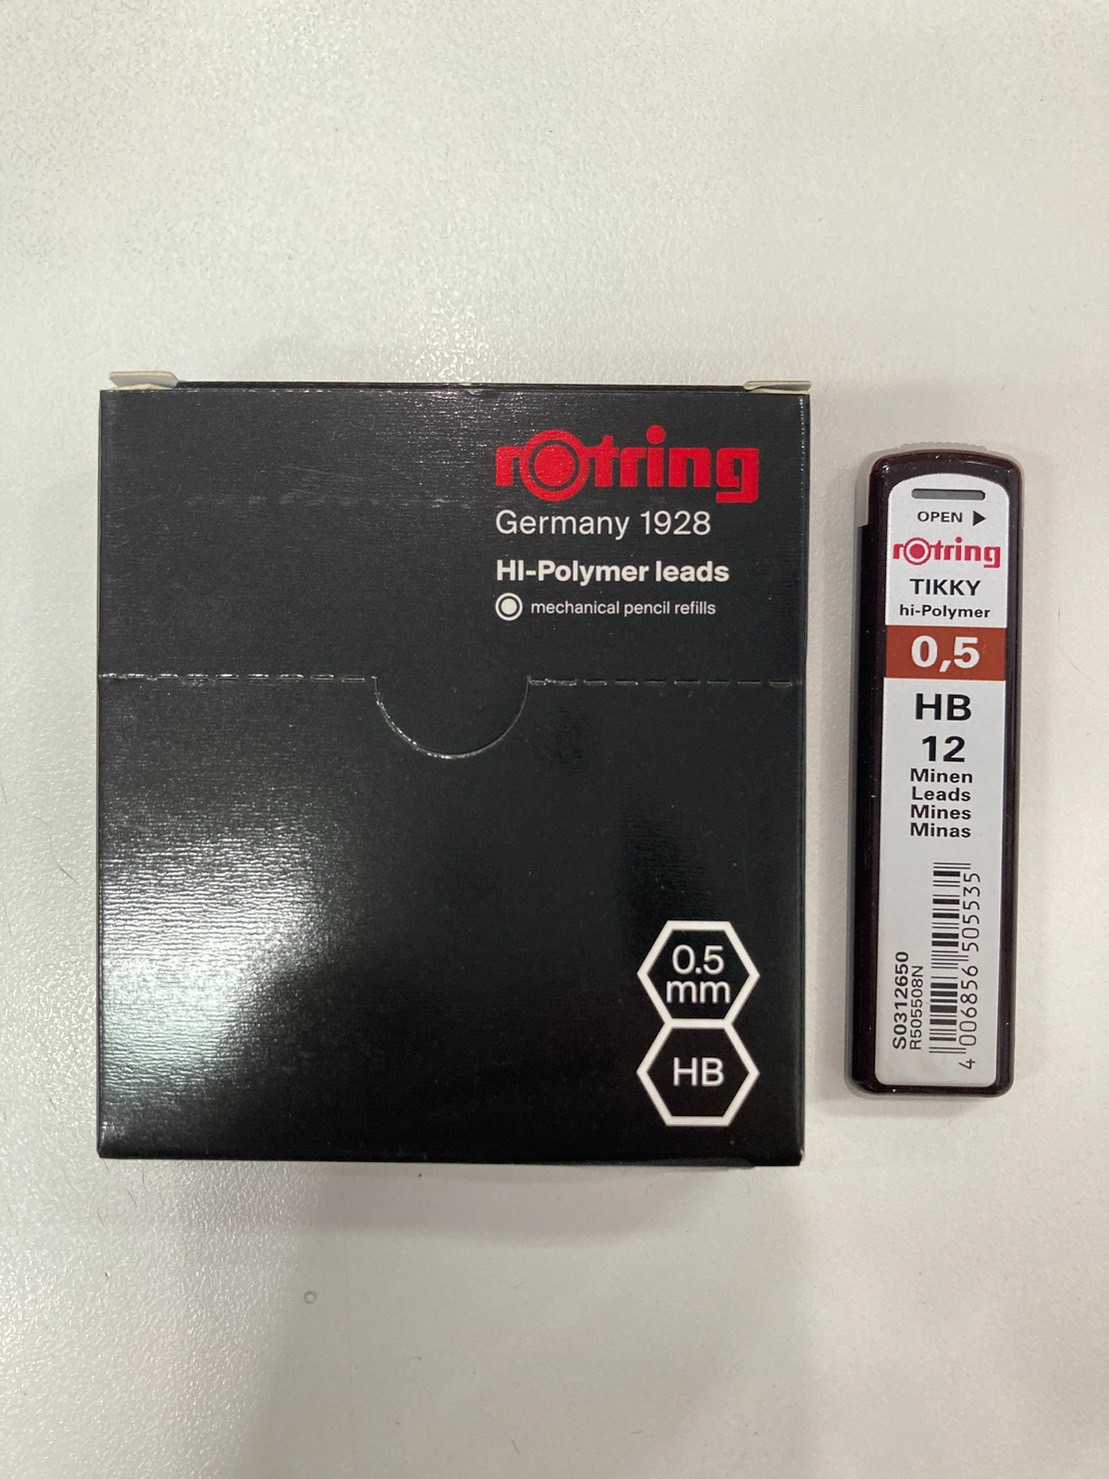 rotring
Germany 1928
HI-Polymer leads
mechanical pencil refills
0.5
mm
HB
OPEN
rotring
TIKKY
hi-Polymer
0,5
HB
12
Minen
Leads
Mines
Minas
S0312650
R505508N
4 006856 505535